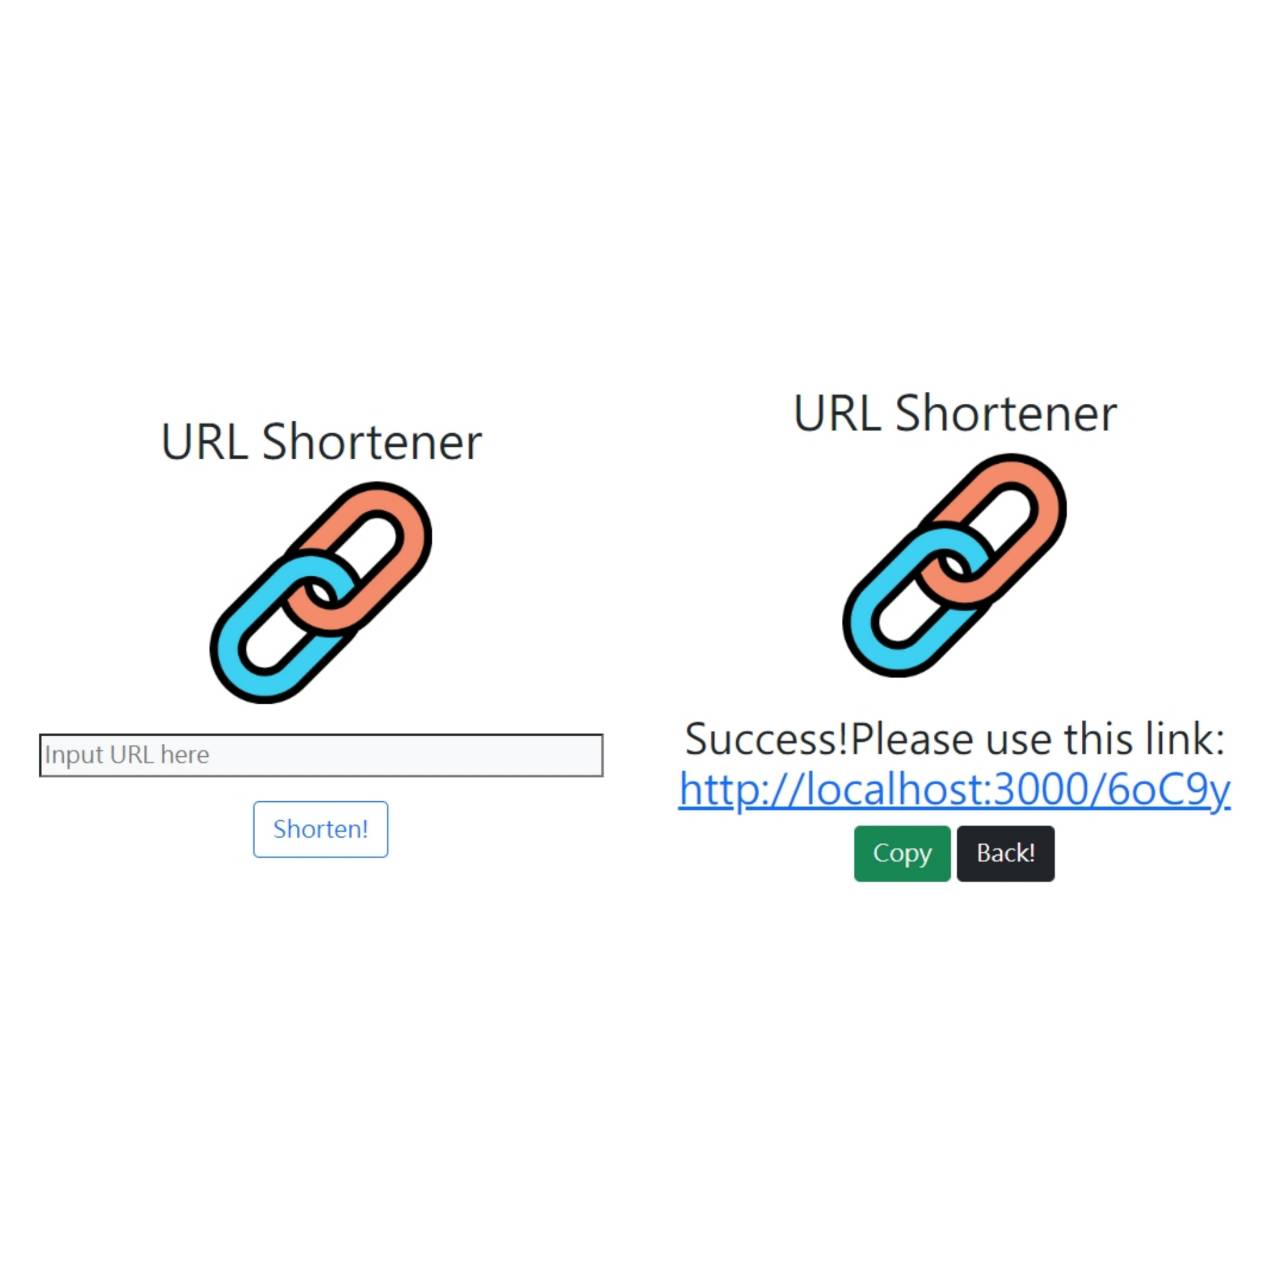 URL Shortener
Input URL here
Shorten!
URL Shortener
Success!Please use this link:
http://localhost:3000/6oC9y
Copy
Back!